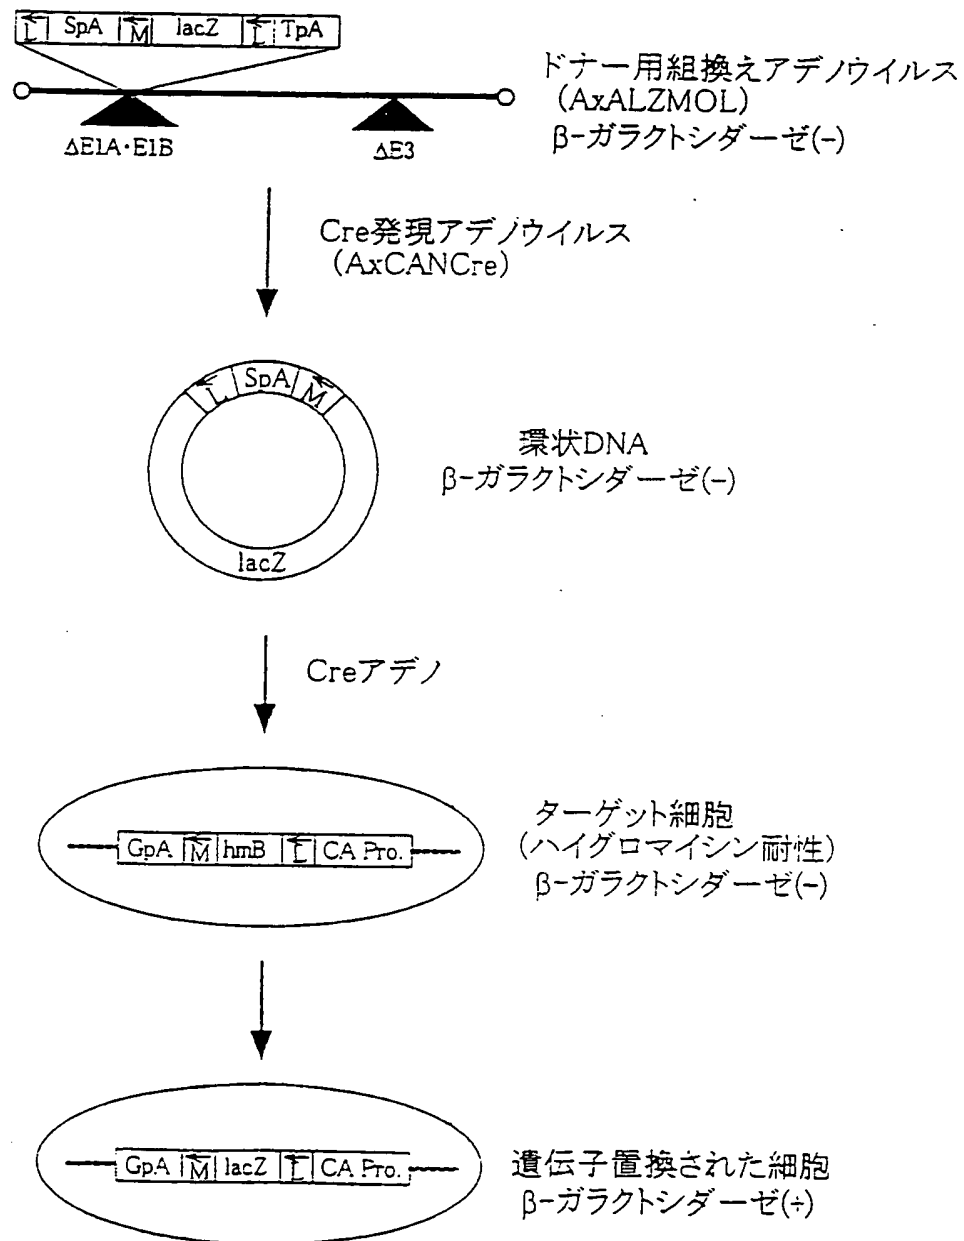 L SpA M lacZ L TpA
ドナー用組換えアデノウイルス
(AxALZMOL)
β-ガラクトシダーゼ(-)
ΔE1A·E1B
ΔE3
Cre発現アデノウイルス
(AxCANCre)
L SpA M
lacZ
環状DNA
β-ガラクトシダーゼ(-)
Creアデノ
GpA M hmB L CA Pro.
ターゲット細胞
(ハイグロマイシン耐性)
β-ガラクトシダーゼ(-)
GpA M lacZ L CA Pro.
遺伝子置換された細胞
β-ガラクトシダーゼ(+)